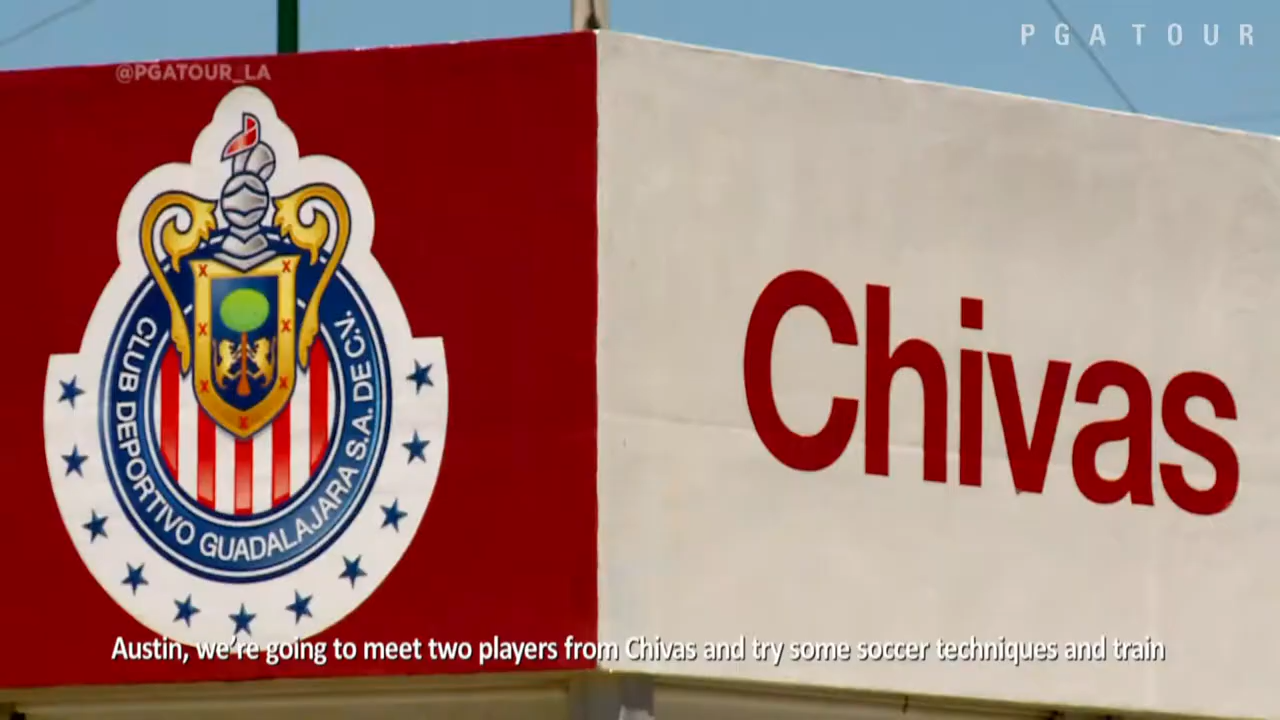 PGATOUR
@PGATOUR_LA
CLUB DEPORTIVO GUADALAJARA S.A. DE C.V.
Chivas
Austin, we're going to meet two players from Chivas and try some soccer techniques and train